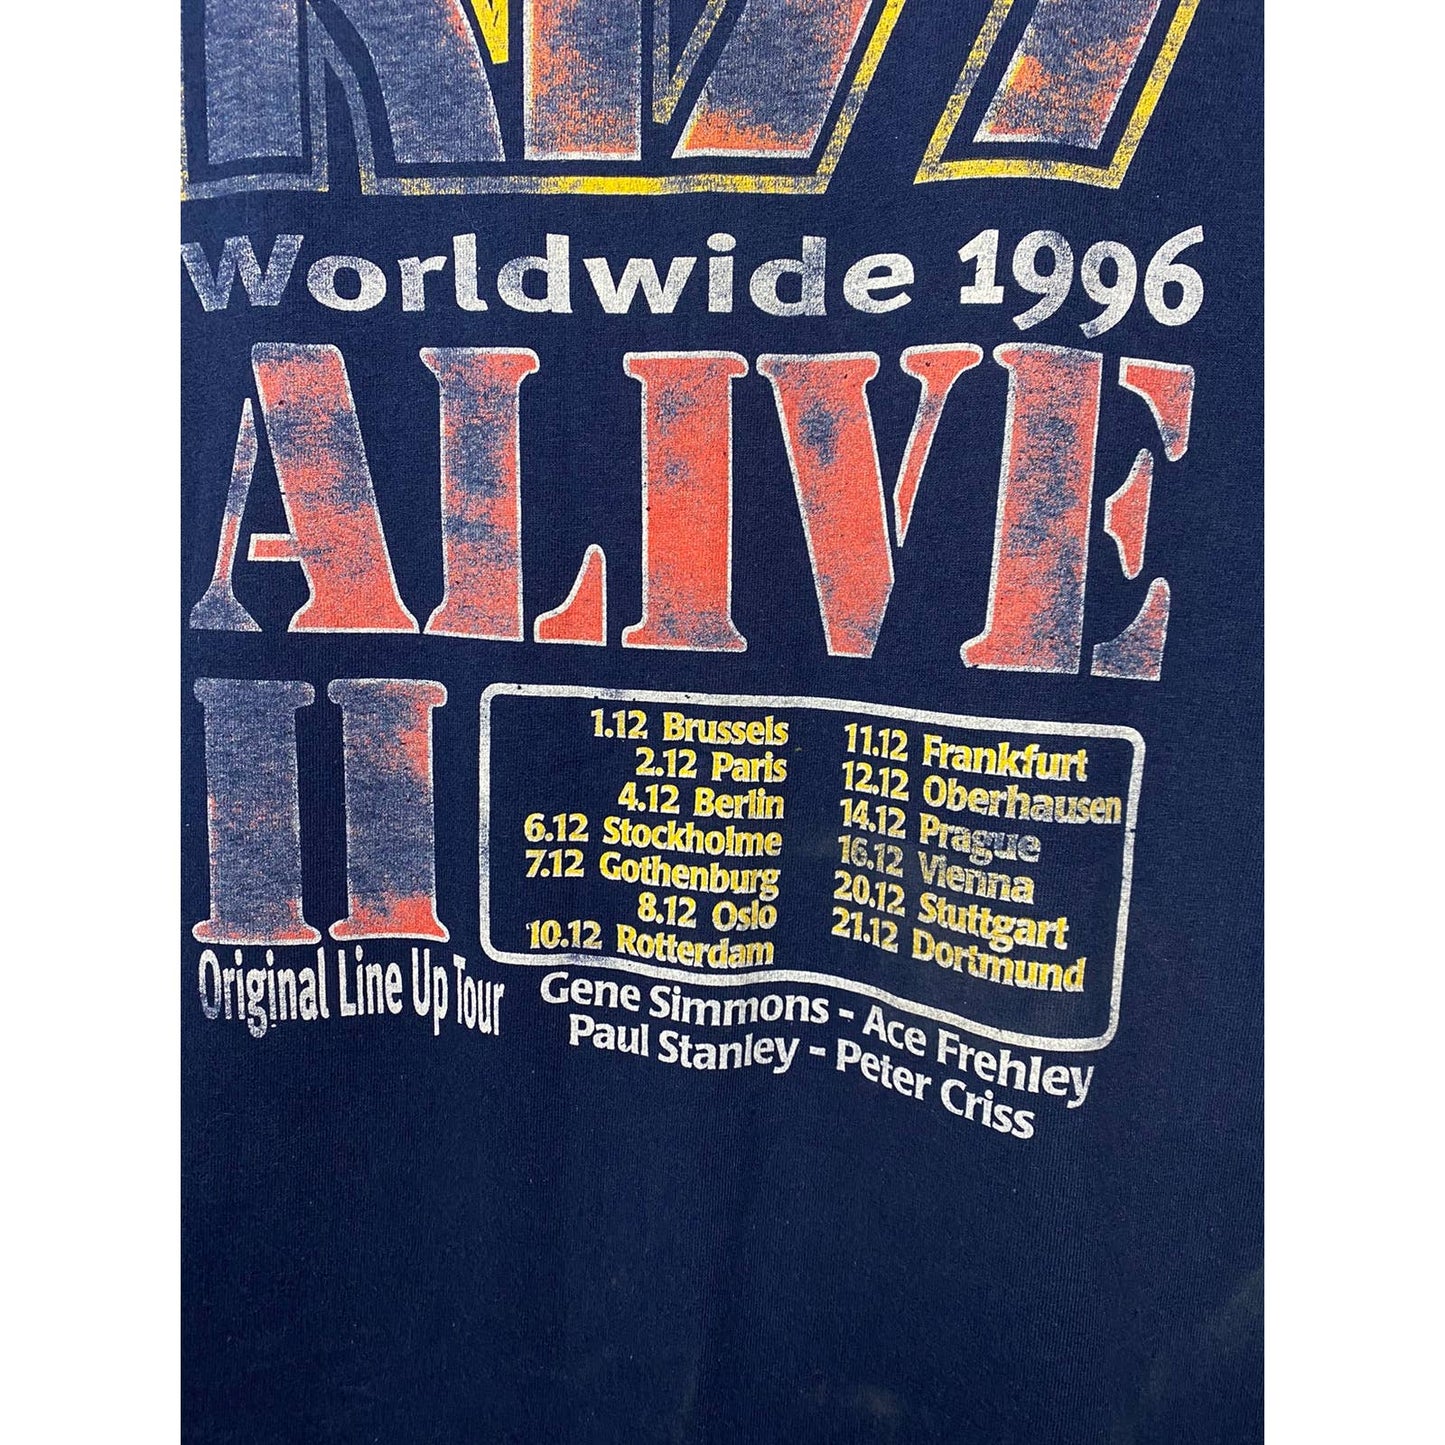 Worldwide 1996
ALIVE
II
1.12 Brussels
2.12 Paris
4.12 Berlin
6.12 Stockholme
7.12 Gothenburg
8.12 Oslo
10.12 Rotterdam
11.12 Frankfurt
12.12 Oberhausen
14.12 Prague
16.12 Vienna
20.12 Stuttgart
21.12 Dortmund
Original Line Up Tour
Gene Simmons - Ace Frehley
Paul Stanley - Peter Criss